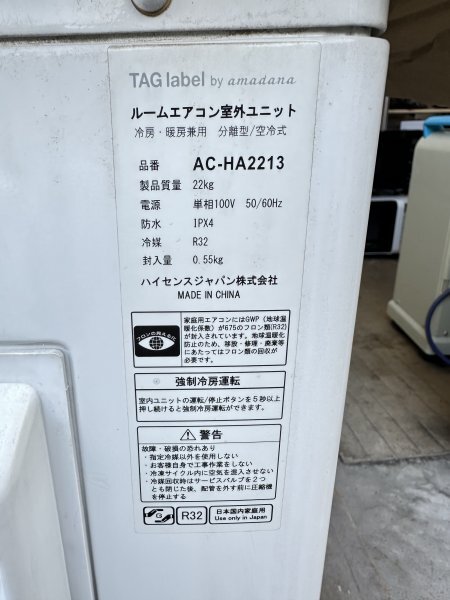 TAG label by amadana
ルームエアコン室外ユニット
冷房・暖房兼用 分離型/空冷式
品番 AC-HA2213
製品質量 22kg
電源 単相100V 50/60Hz
防水 IPX4
冷媒 R32
封入量 0.55kg
ハイセンスジャパン株式会社
MADE IN CHINA
フロンの見える化
家庭用エアコンにはGWP（地球温
暖化係数）が675のフロン類(R32)
が封入されています。地球温暖化
防止のため、移設・修理・廃棄等
にあたってはフロン類の回収が
必要です。
強制冷房運転
室内ユニットの運転/停止ボタンを5秒以上
押し続けると強制冷房運転ができます。
警告
故障・破損の恐れあり
・指定冷媒以外を使用しない
・お客様自身で工事作業をしない
・冷凍サイクル内に空気を混入させない
・冷媒回収時はサービスバルブを2つ
とも閉じた後、配管を外す前に圧縮機
を停止する
G
R32
日本国内家庭用
Use only in Japan